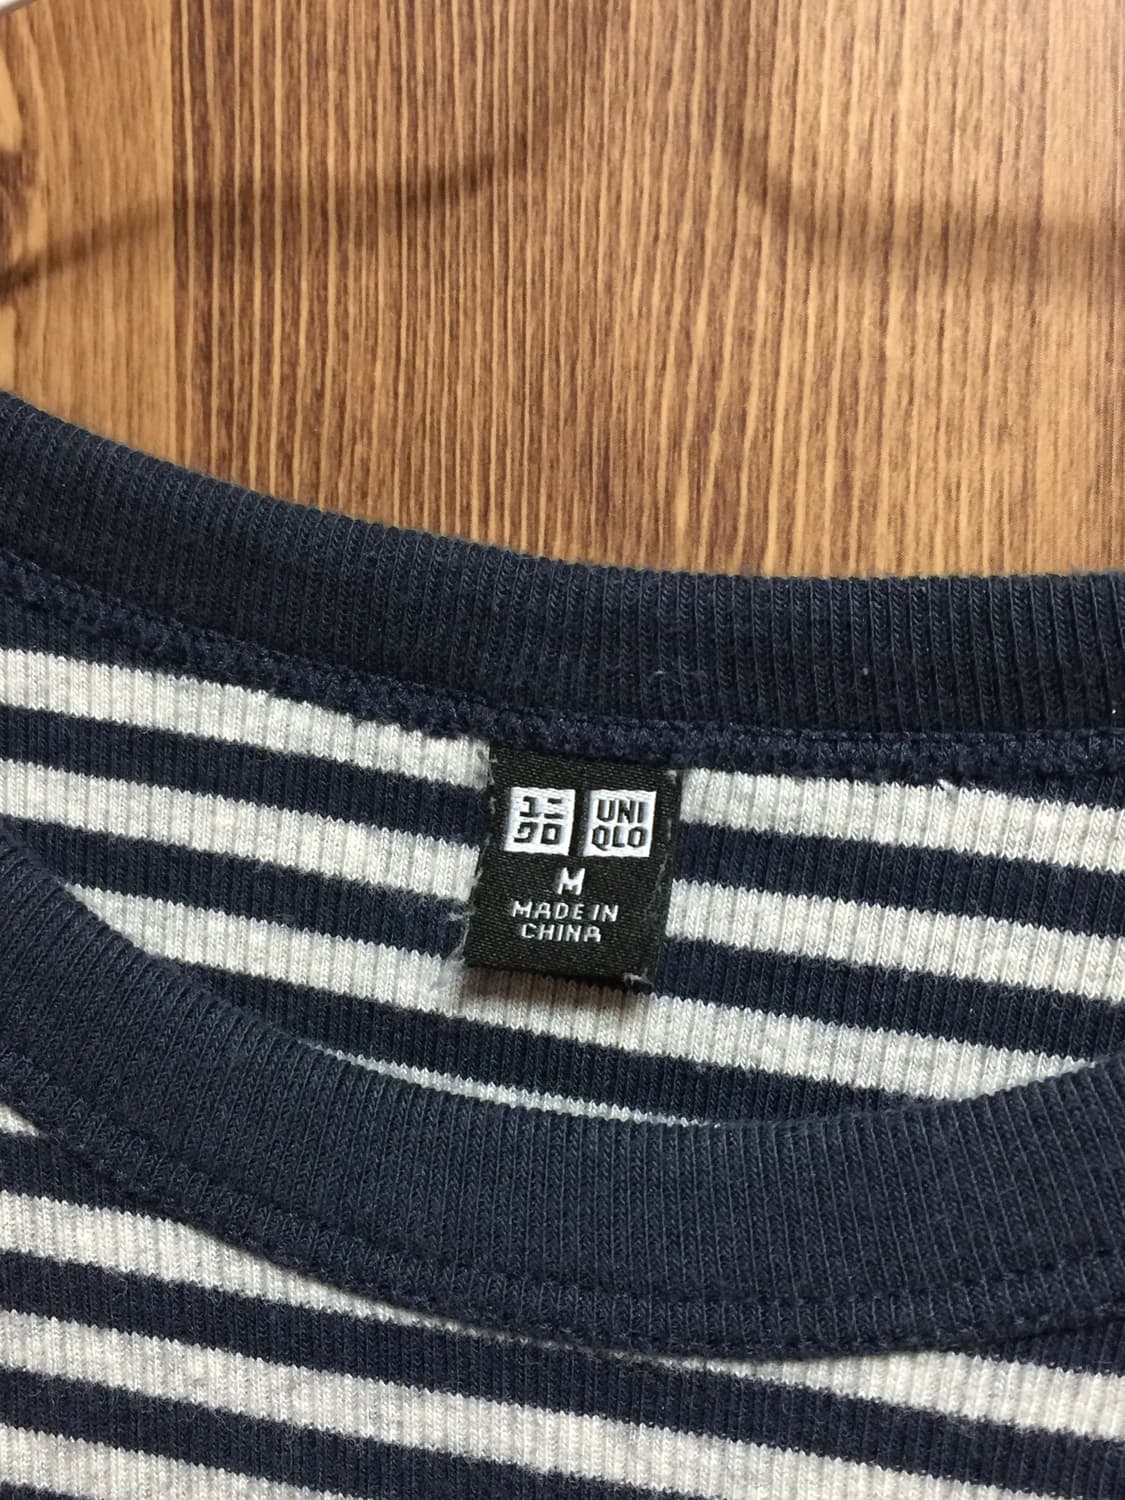 ユニ UNI
クロ QLO
M
MADE IN
CHINA